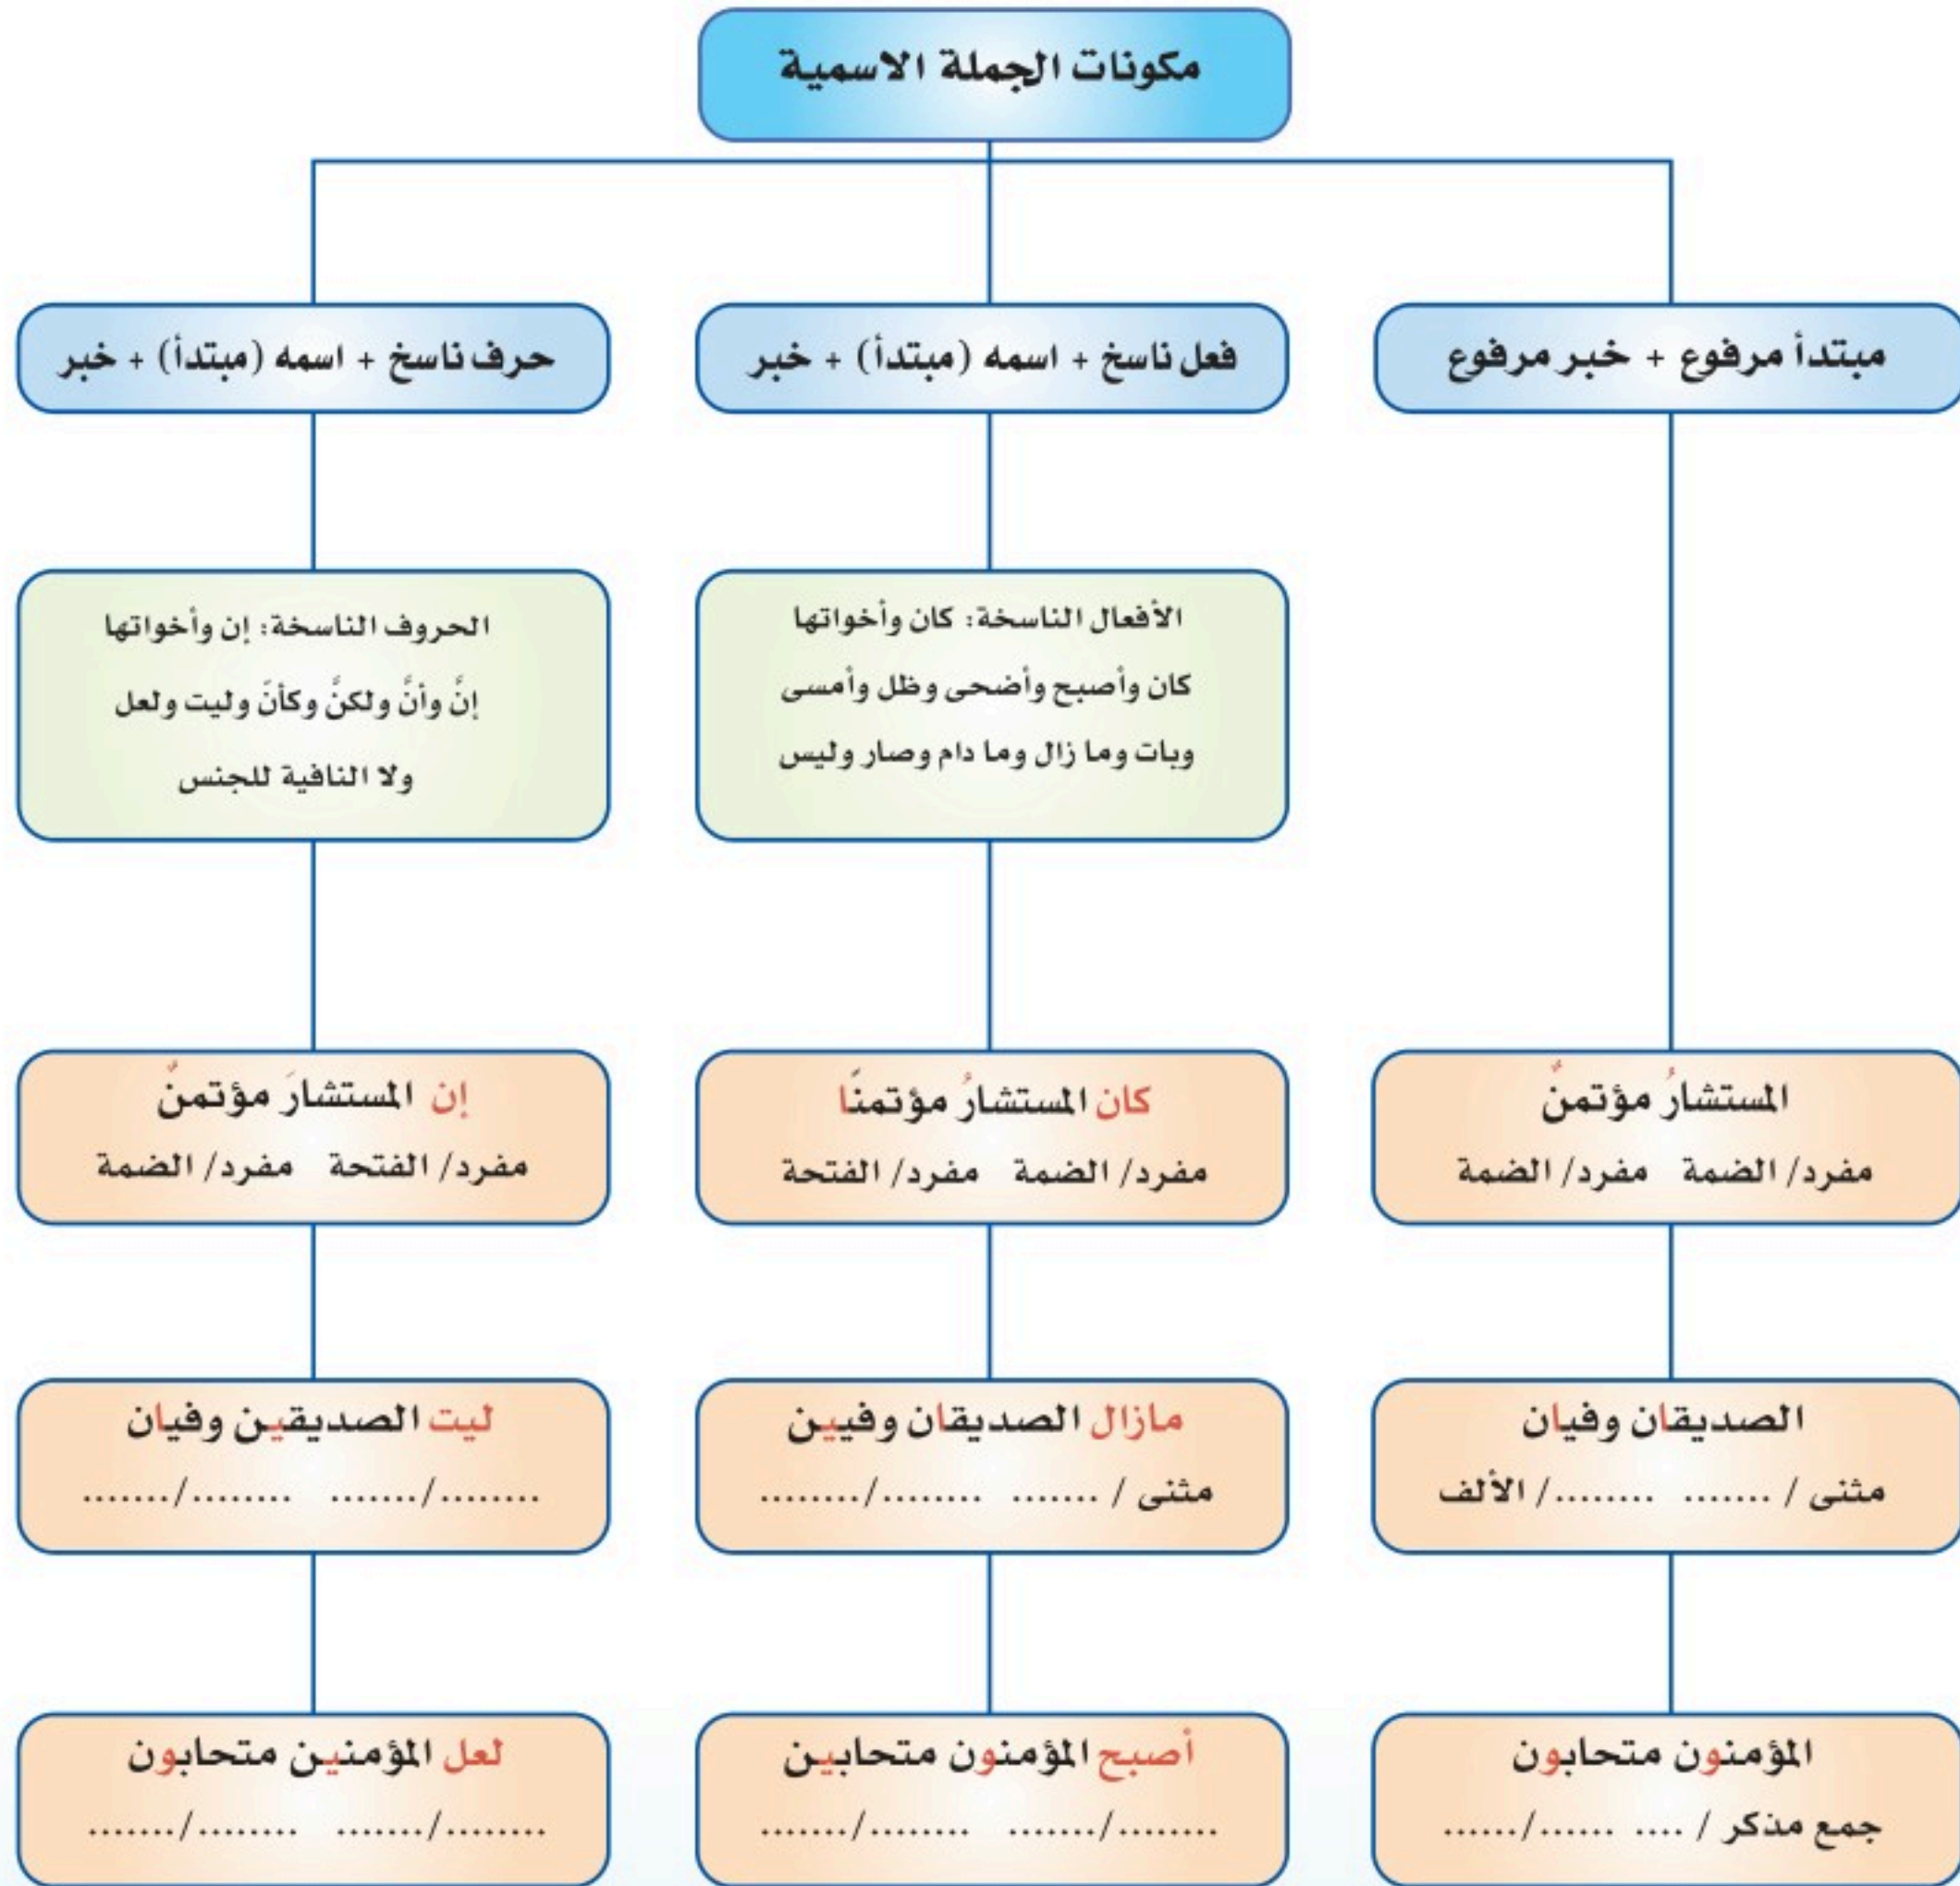 مكونات الجملة الاسمية
مبتدأ مرفوع + خبر مرفوع
فعل ناسخ + اسمه (مبتدأ) + خبر
حرف ناسخ + اسمه (مبتدأ) + خبر
الأفعال الناسخة: كان وأخواتها
كان وأصبح وأضحى وظل وأمسى
وبات وما زال وما دام وصار وليس
الحروف الناسخة: إن وأخواتها
إنَّ وأنَّ ولكنَّ وكأنَّ وليت ولعل
ولا النافية للجنس
المستشارُ مؤتمنٌ
مفرد/ الضمة مفرد/ الضمة
كان المستشارُ مؤتمنًا
مفرد/ الضمة مفرد/ الفتحة
إن المستشارَ مؤتمنٌ
مفرد/ الفتحة مفرد/ الضمة
الصديقان وفيان
مثنى / ....... ......../ الألف
مازال الصديقان وفيين
مثنى / ....... ......../........
ليت الصديقين وفيان
......../....... ......../.......
المؤمنون متحابون
جمع مذكر / .... ....../......
أصبح المؤمنون متحابين
......../....... ......../.......
لعل المؤمنين متحابون
......../....... ......../.......